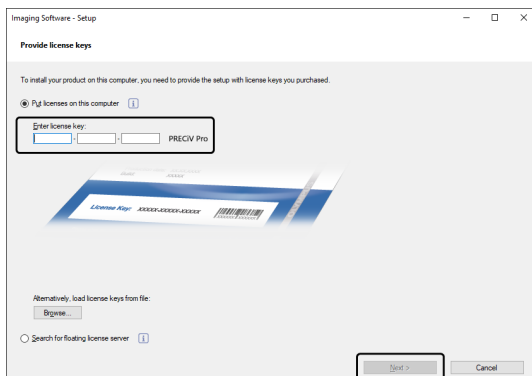 Imaging Software - Setup
Provide license keys
To install your product on this computer, you need to provide the setup with license keys you purchased.
Put licenses on this computer
Enter license key:
- - PRECiV Pro
License Key: XXXXX-XXXXX-XXXXX
Alternatively, load license keys from file:
Browse...
Search for floating license server
Next > Cancel